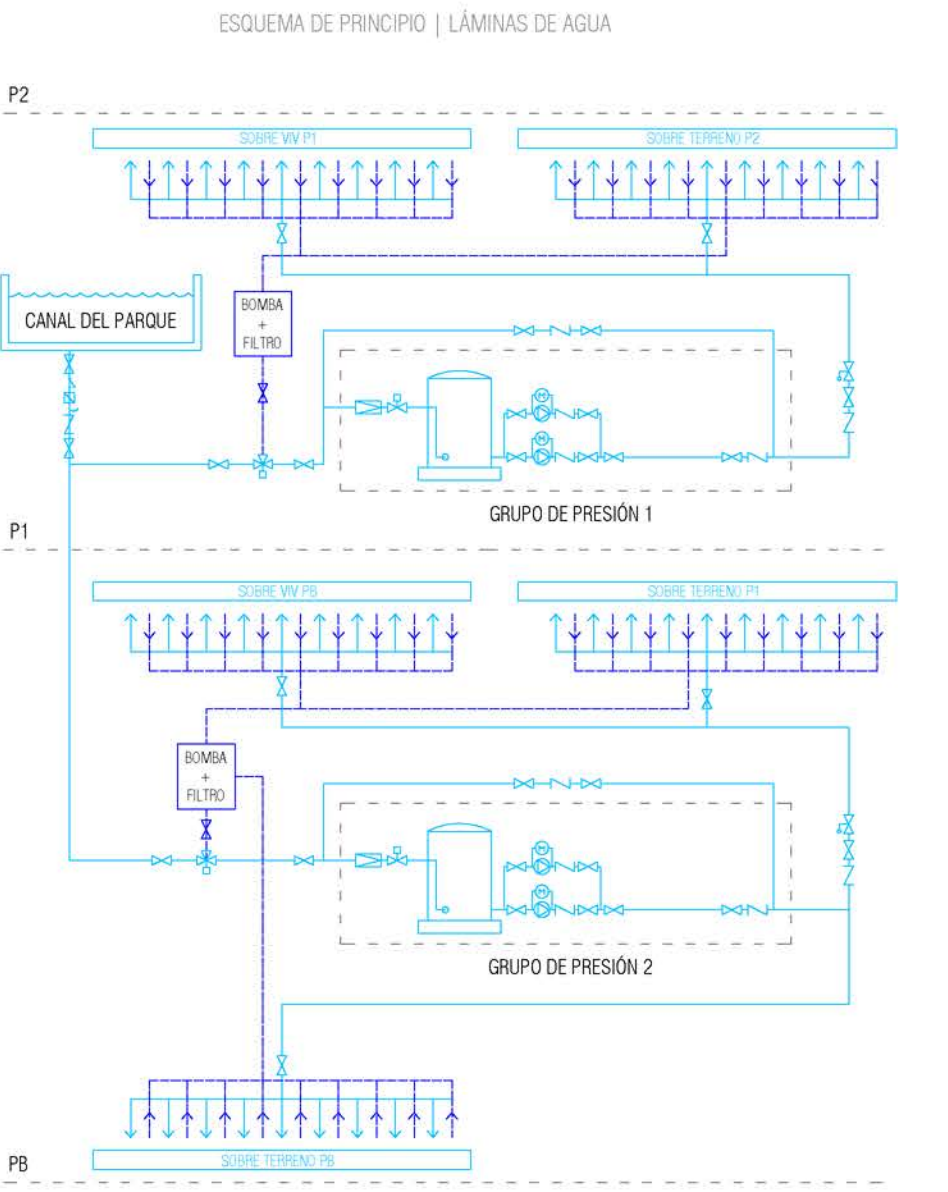 ESQUEMA DE PRINCIPIO | LÁMINAS DE AGUA
P2
SOBRE VIV P1
SOBRE TERRENO P2
CANAL DEL PARQUE
BOMBA
+
FILTRO
M
M
GRUPO DE PRESIÓN 1
P1
SOBRE VIV PB
SOBRE TERRENO P1
BOMBA
+
FILTRO
M
M
GRUPO DE PRESIÓN 2
PB
SOBRE TERRENO PB